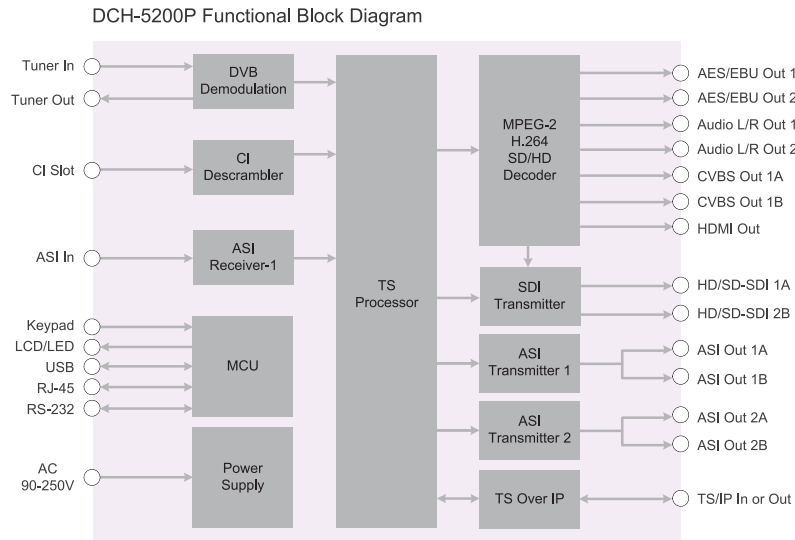 DCH-5200P Functional Block Diagram
Tuner In
Tuner Out
CI Slot
ASI In
Keypad
LCD/LED
USB
RJ-45
RS-232
AC
90-250V
DVB
Demodulation
CI
Descrambler
ASI
Receiver-1
MCU
Power
Supply
TS
Processor
MPEG-2
H.264
SD/HD
Decoder
SDI
Transmitter
ASI
Transmitter 1
ASI
Transmitter 2
TS Over IP
AES/EBU Out 1
AES/EBU Out 2
Audio L/R Out 1
Audio L/R Out 2
CVBS Out 1A
CVBS Out 1B
HDMI Out
HD/SD-SDI 1A
HD/SD-SDI 2B
ASI Out 1A
ASI Out 1B
ASI Out 2A
ASI Out 2B
TS/IP In or Out